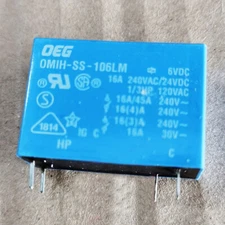 OEG
OMIH-SS-106LM
6VDC
16A 240VAC/24VDC
1/3HP 120VAC
16A/45A 240V~
16(4)A 240V~
16(3)A 240V~
16A 30V
1814
HP
C